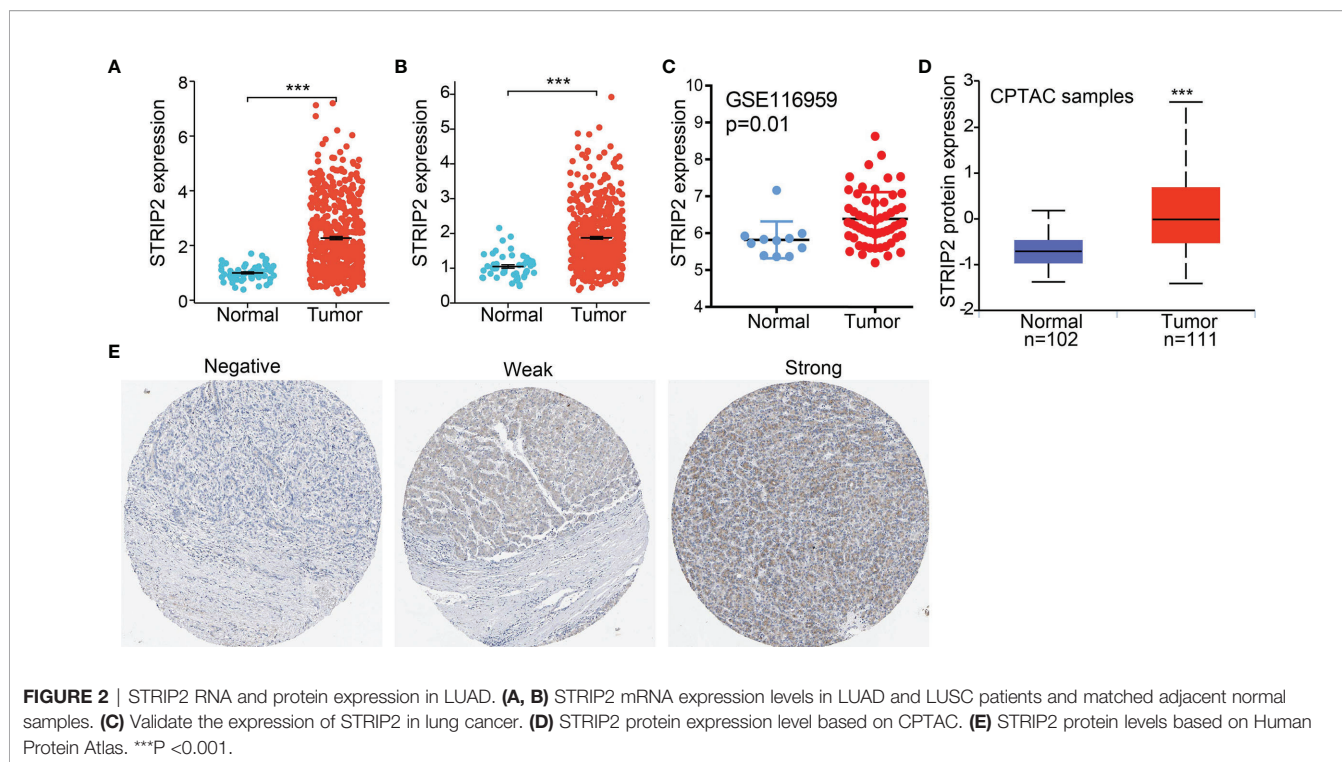 A
STRIP2 expression
8
6
4
2
0
***
Normal
Tumor
B
STRIP2 expression
6
5
4
3
2
1
0
***
Normal
Tumor
C
STRIP2 expression
10
9
8
7
6
5
4
GSE116959
p=0.01
Normal
Tumor
D
STRIP2 protein expression
3
2
1
0
-1
-2
CPTAC samples
***
Normal
n=102
Tumor
n=111
E
Negative
Weak
Strong
FIGURE 2 | STRIP2 RNA and protein expression in LUAD. (A, B) STRIP2 mRNA expression levels in LUAD and LUSC patients and matched adjacent normal
samples. (C) Validate the expression of STRIP2 in lung cancer. (D) STRIP2 protein expression level based on CPTAC. (E) STRIP2 protein levels based on Human
Protein Atlas. ***P <0.001.